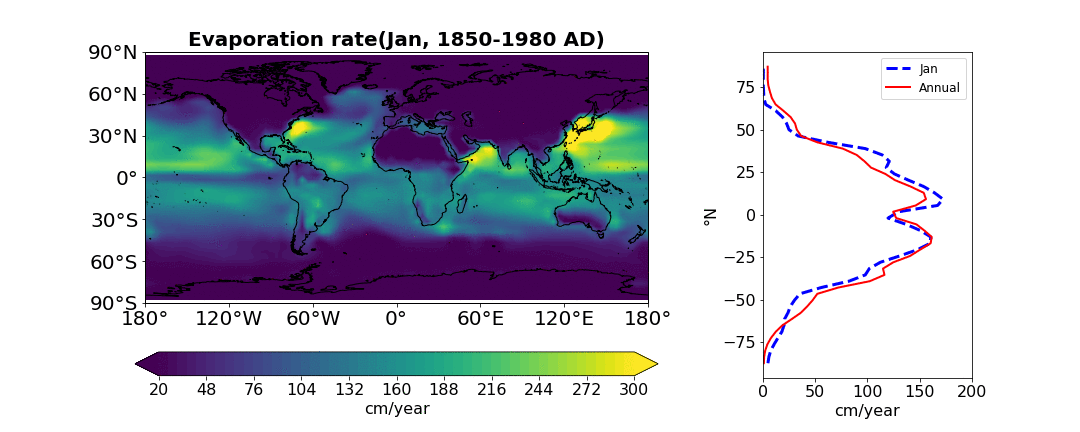 Evaporation rate(Jan, 1850-1980 AD)
90°N
60°N
30°N
0°
30°S
60°S
90°S
180° 120°W 60°W 0° 60°E 120°E 180°
20 48 76 104 132 160 188 216 244 272 300
cm/year
Jan
Annual
°N
75
50
25
0
−25
−50
−75
0 50 100 150 200
cm/year